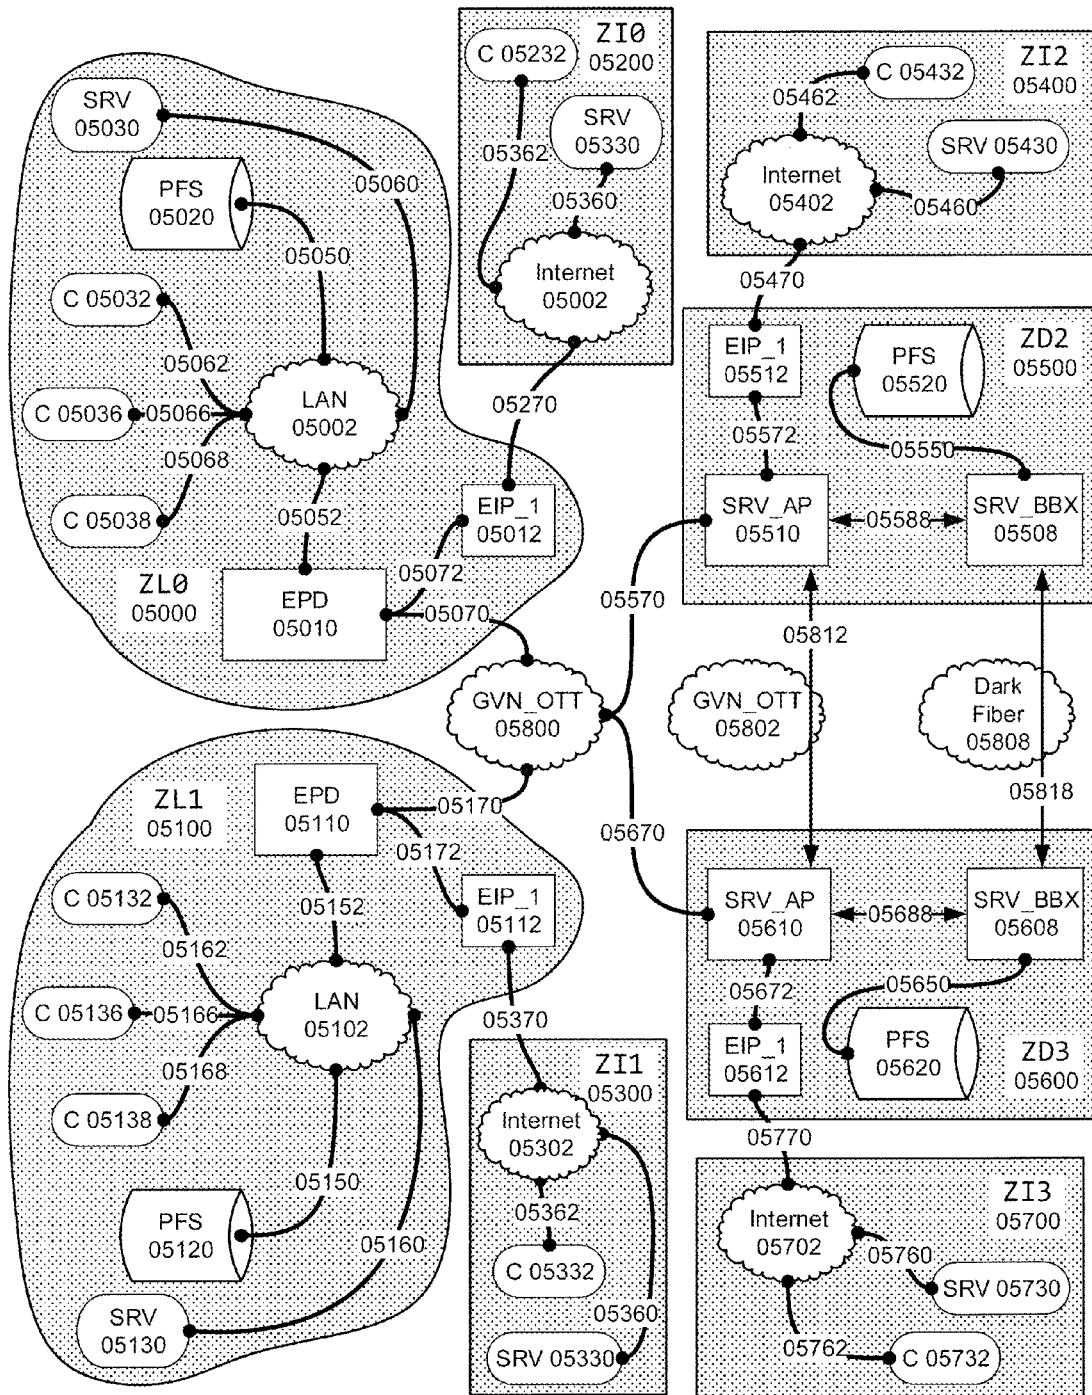 ZI0
05200
C 05232
SRV
05330
05362
05360
Internet
05002
05270
ZI2
05400
C 05432
05462
SRV 05430
Internet
05402
05460
05470
SRV
05030
PFS
05020
05060
05050
C 05032
05062
C 05036
05066
LAN
05002
05068
C 05038
05052
EIP_1
05012
ZL0
05000
EPD
05010
05072
05070
ZD2
05500
EIP_1
05512
PFS
05520
05572
05550
SRV_AP
05510
05588
SRV_BBX
05508
05570
05812
GVN_OTT
05800
GVN_OTT
05802
Dark
Fiber
05808
05818
05670
ZL1
05100
EPD
05110
05170
05172
EIP_1
05112
C 05132
05152
05162
C 05136
05166
LAN
05102
05168
C 05138
05150
05160
PFS
05120
SRV
05130
05370
ZI1
05300
Internet
05302
05362
C 05332
05360
SRV 05330
SRV_AP
05610
05688
SRV_BBX
05608
05672
05650
EIP_1
05612
PFS
05620
ZD3
05600
05770
ZI3
05700
Internet
05702
05760
SRV 05730
05762
C 05732